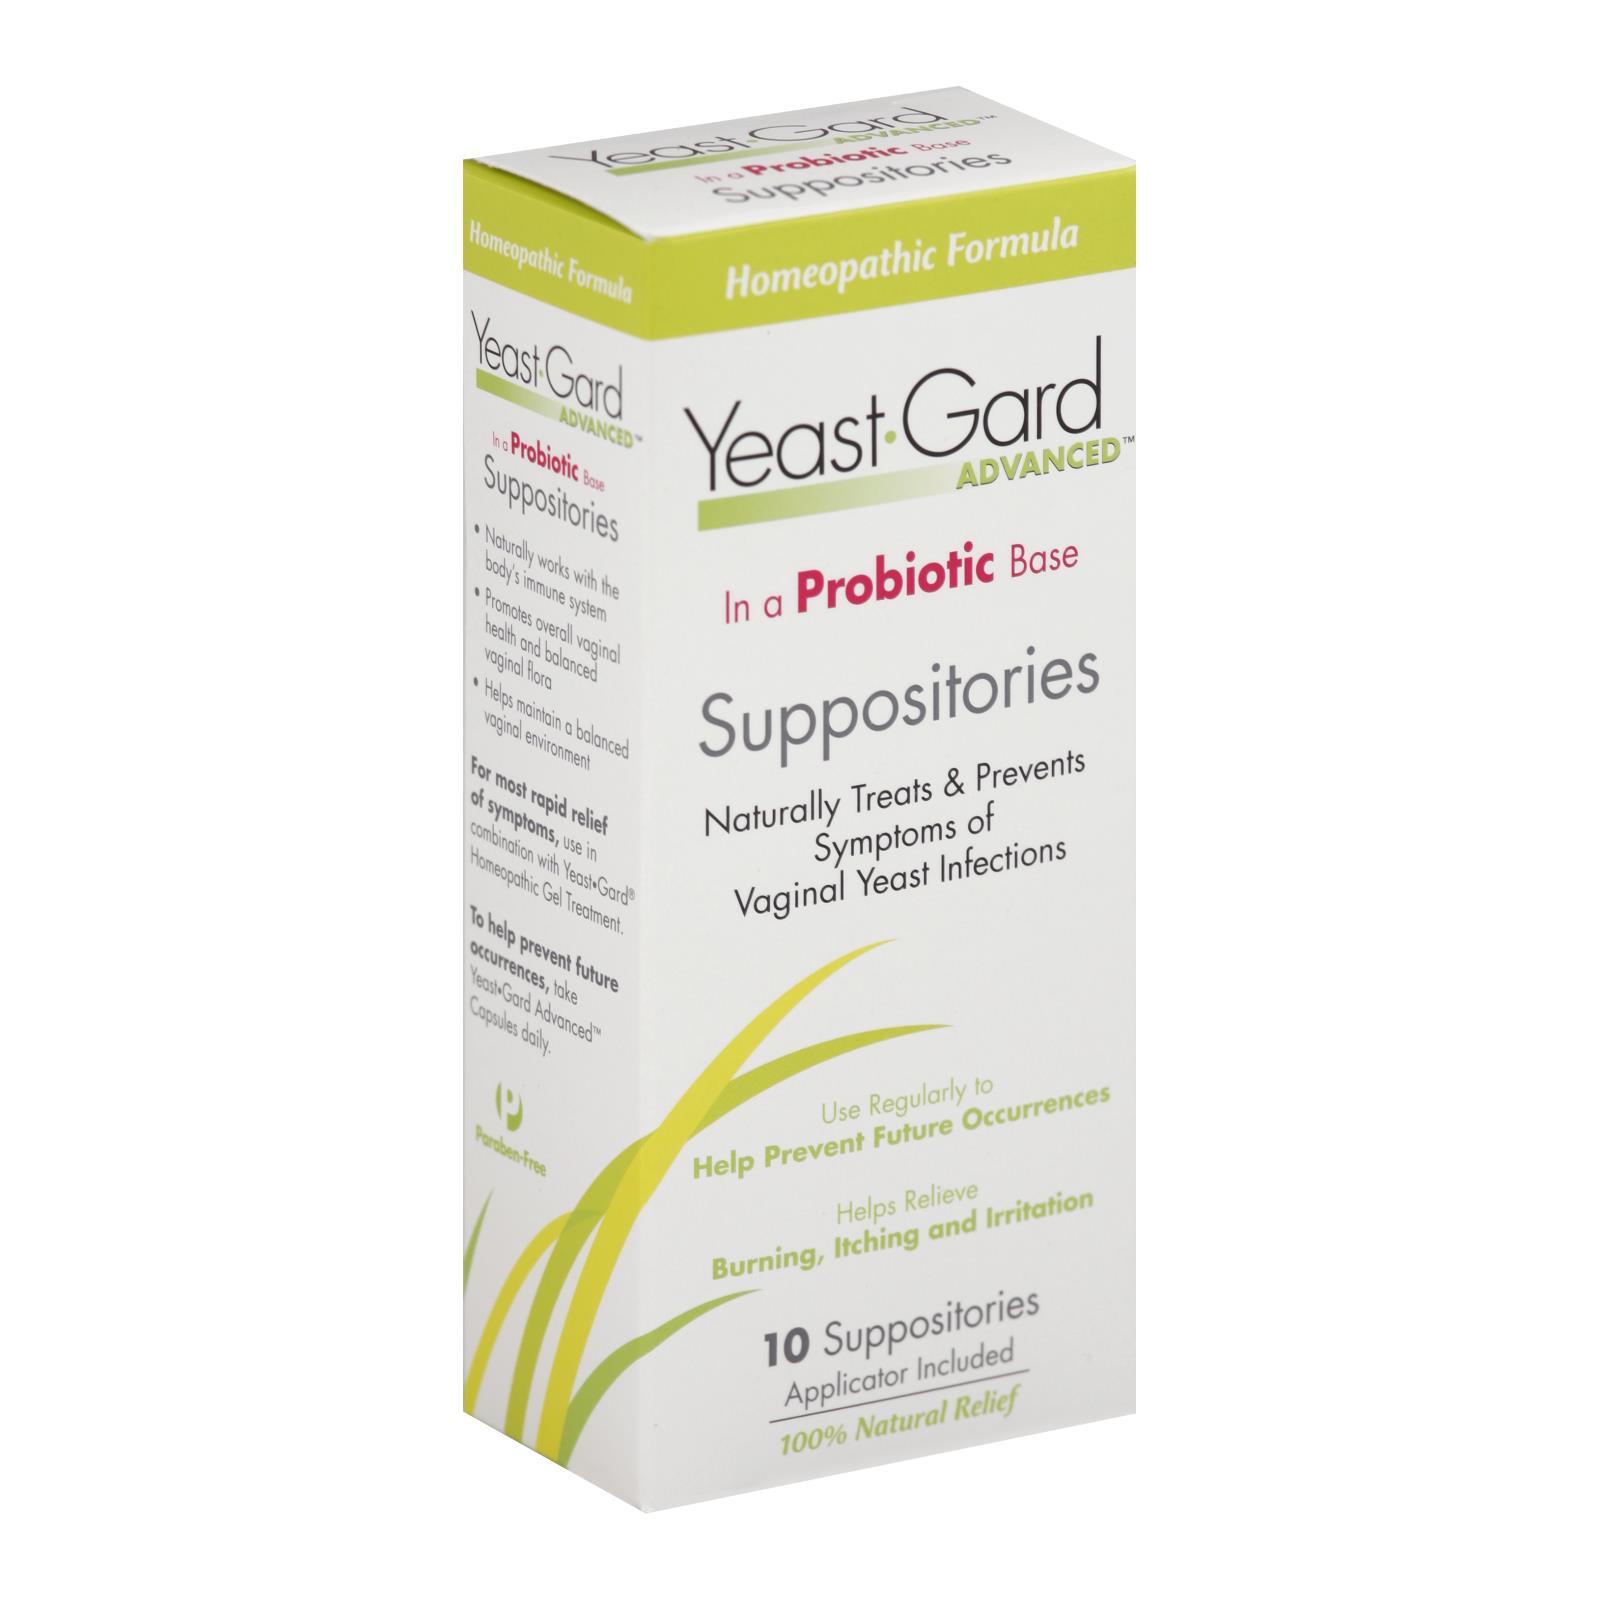 Yeast•Gard
ADVANCED™
In a Probiotic Base
Suppositories
Homeopathic Formula
Yeast•Gard
ADVANCED™
In a Probiotic Base
Suppositories
• Naturally works with the
body's immune system
• Promotes overall vaginal
health and balanced
vaginal flora
• Helps maintain a balanced
vaginal environment
For most rapid relief
of symptoms, use in
combination with Yeast•Gard®
Homeopathic Gel Treatment.
To help prevent future
occurrences, take
Yeast•Gard Advanced™
Capsules daily.
P
Paraben-Free
Homeopathic Formula
Yeast•Gard
ADVANCED™
In a Probiotic Base
Suppositories
Naturally Treats & Prevents
Symptoms of
Vaginal Yeast Infections
Use Regularly to
Help Prevent Future Occurrences
Helps Relieve
Burning, Itching and Irritation
10 Suppositories
Applicator Included
100% Natural Relief